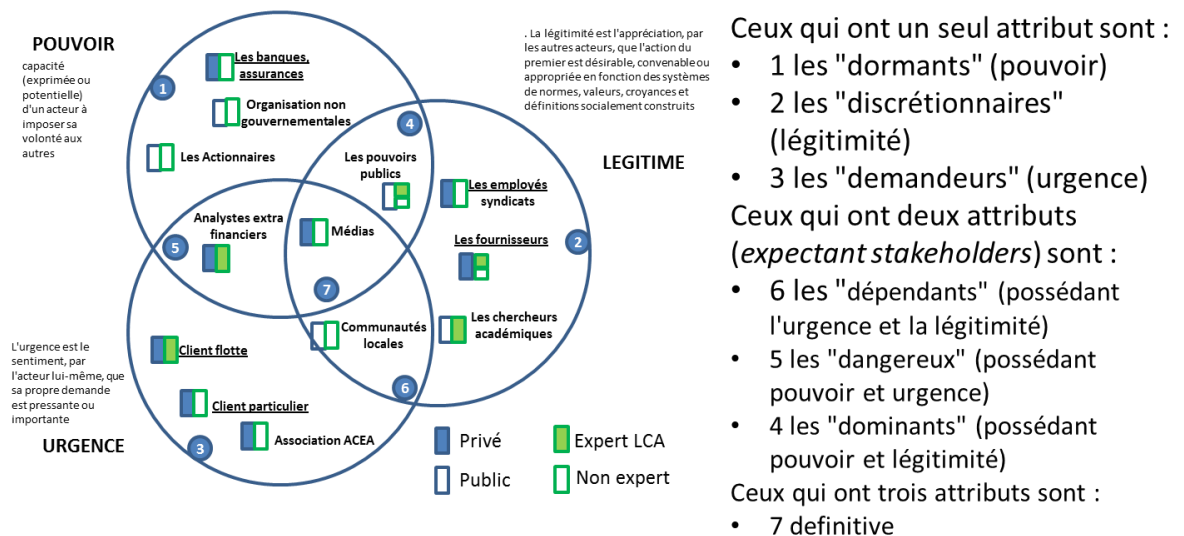 POUVOIR
capacité
(exprimée ou
potentielle)
d'un acteur à
imposer sa
volonté aux
autres
1
Les banques,
assurances
Organisation non
gouvernementales
Les Actionnaires
. La légitimité est l'appréciation, par
les autres acteurs, que l'action du
premier est désirable, convenable ou
appropriée en fonction des systèmes
de normes, valeurs, croyances et
définitions socialement construits
4
LEGITIME
Les pouvoirs
publics
Les employés
syndicats
Les fournisseurs
2
Les chercheurs
académiques
Analystes extra
financiers
5
Médias
7
Communautés
locales
6
L'urgence est le
sentiment, par
l'acteur lui-même, que
sa propre demande
est pressante ou
importante
URGENCE
Client flotte
Client particulier
Association ACEA
3
Privé
Expert LCA
Public
Non expert
Ceux qui ont un seul attribut sont :
• 1 les "dormants" (pouvoir)
• 2 les "discrétionnaires"
(légitimité)
• 3 les "demandeurs" (urgence)
Ceux qui ont deux attributs
(expectant stakeholders) sont :
• 6 les "dépendants" (possédant
l'urgence et la légitimité)
• 5 les "dangereux" (possédant
pouvoir et urgence)
• 4 les "dominants" (possédant
pouvoir et légitimité)
Ceux qui ont trois attributs sont :
• 7 definitive